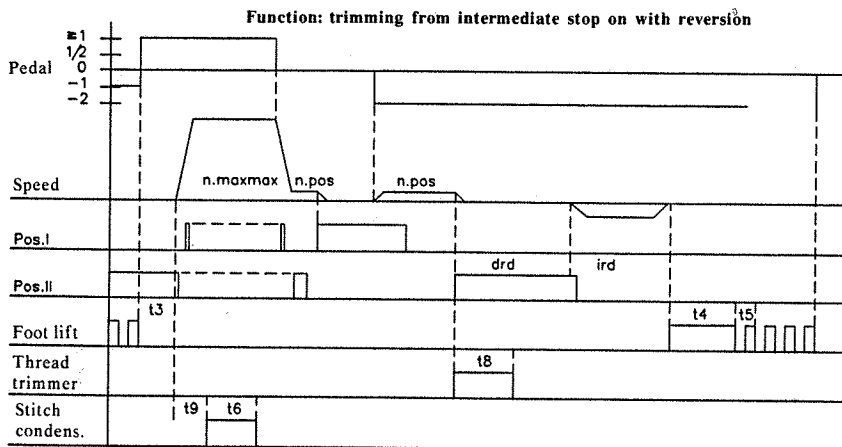 Function: trimming from intermediate stop on with reversion
≥1
1/2
Pedal 0
-1
-2
n.maxmax n.pos n.pos
Speed
Pos.I
drd ird
Pos.II
t3 t4 t5
Foot lift
Thread t8
trimmer
Stitch t9 t6
condens.